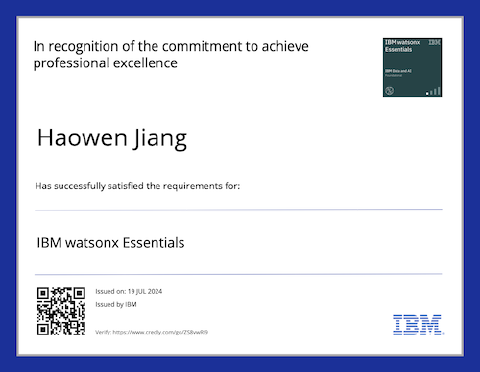 In recognition of the commitment to achieve
professional excellence
IBM watsonx
IBM
Essentials
IBM Data and AI
Foundational
Haowen Jiang
Has successfully satisfied the requirements for:
IBM watsonx Essentials
Issued on: 19 JUL 2024
Issued by IBM
Verify: https://www.credly.com/go/ZS8vwR9
IBM